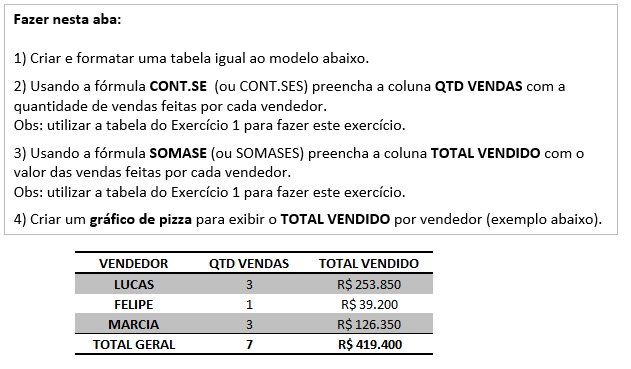 Fazer nesta aba:
1) Criar e formatar uma tabela igual ao modelo abaixo.
2) Usando a fórmula CONT.SE (ou CONT.SES) preencha a coluna QTD VENDAS com a
quantidade de vendas feitas por cada vendedor.
Obs: utilizar a tabela do Exercício 1 para fazer este exercício.
3) Usando a fórmula SOMASE (ou SOMASES) preencha a coluna TOTAL VENDIDO com o
valor das vendas feitas por cada vendedor.
Obs: utilizar a tabela do Exercício 1 para fazer este exercício.
4) Criar um gráfico de pizza para exibir o TOTAL VENDIDO por vendedor (exemplo abaixo).
VENDEDOR QTD VENDAS TOTAL VENDIDO
LUCAS 3 R$ 253.850
FELIPE 1 R$ 39.200
MARCIA 3 R$ 126.350
TOTAL GERAL 7 R$ 419.400